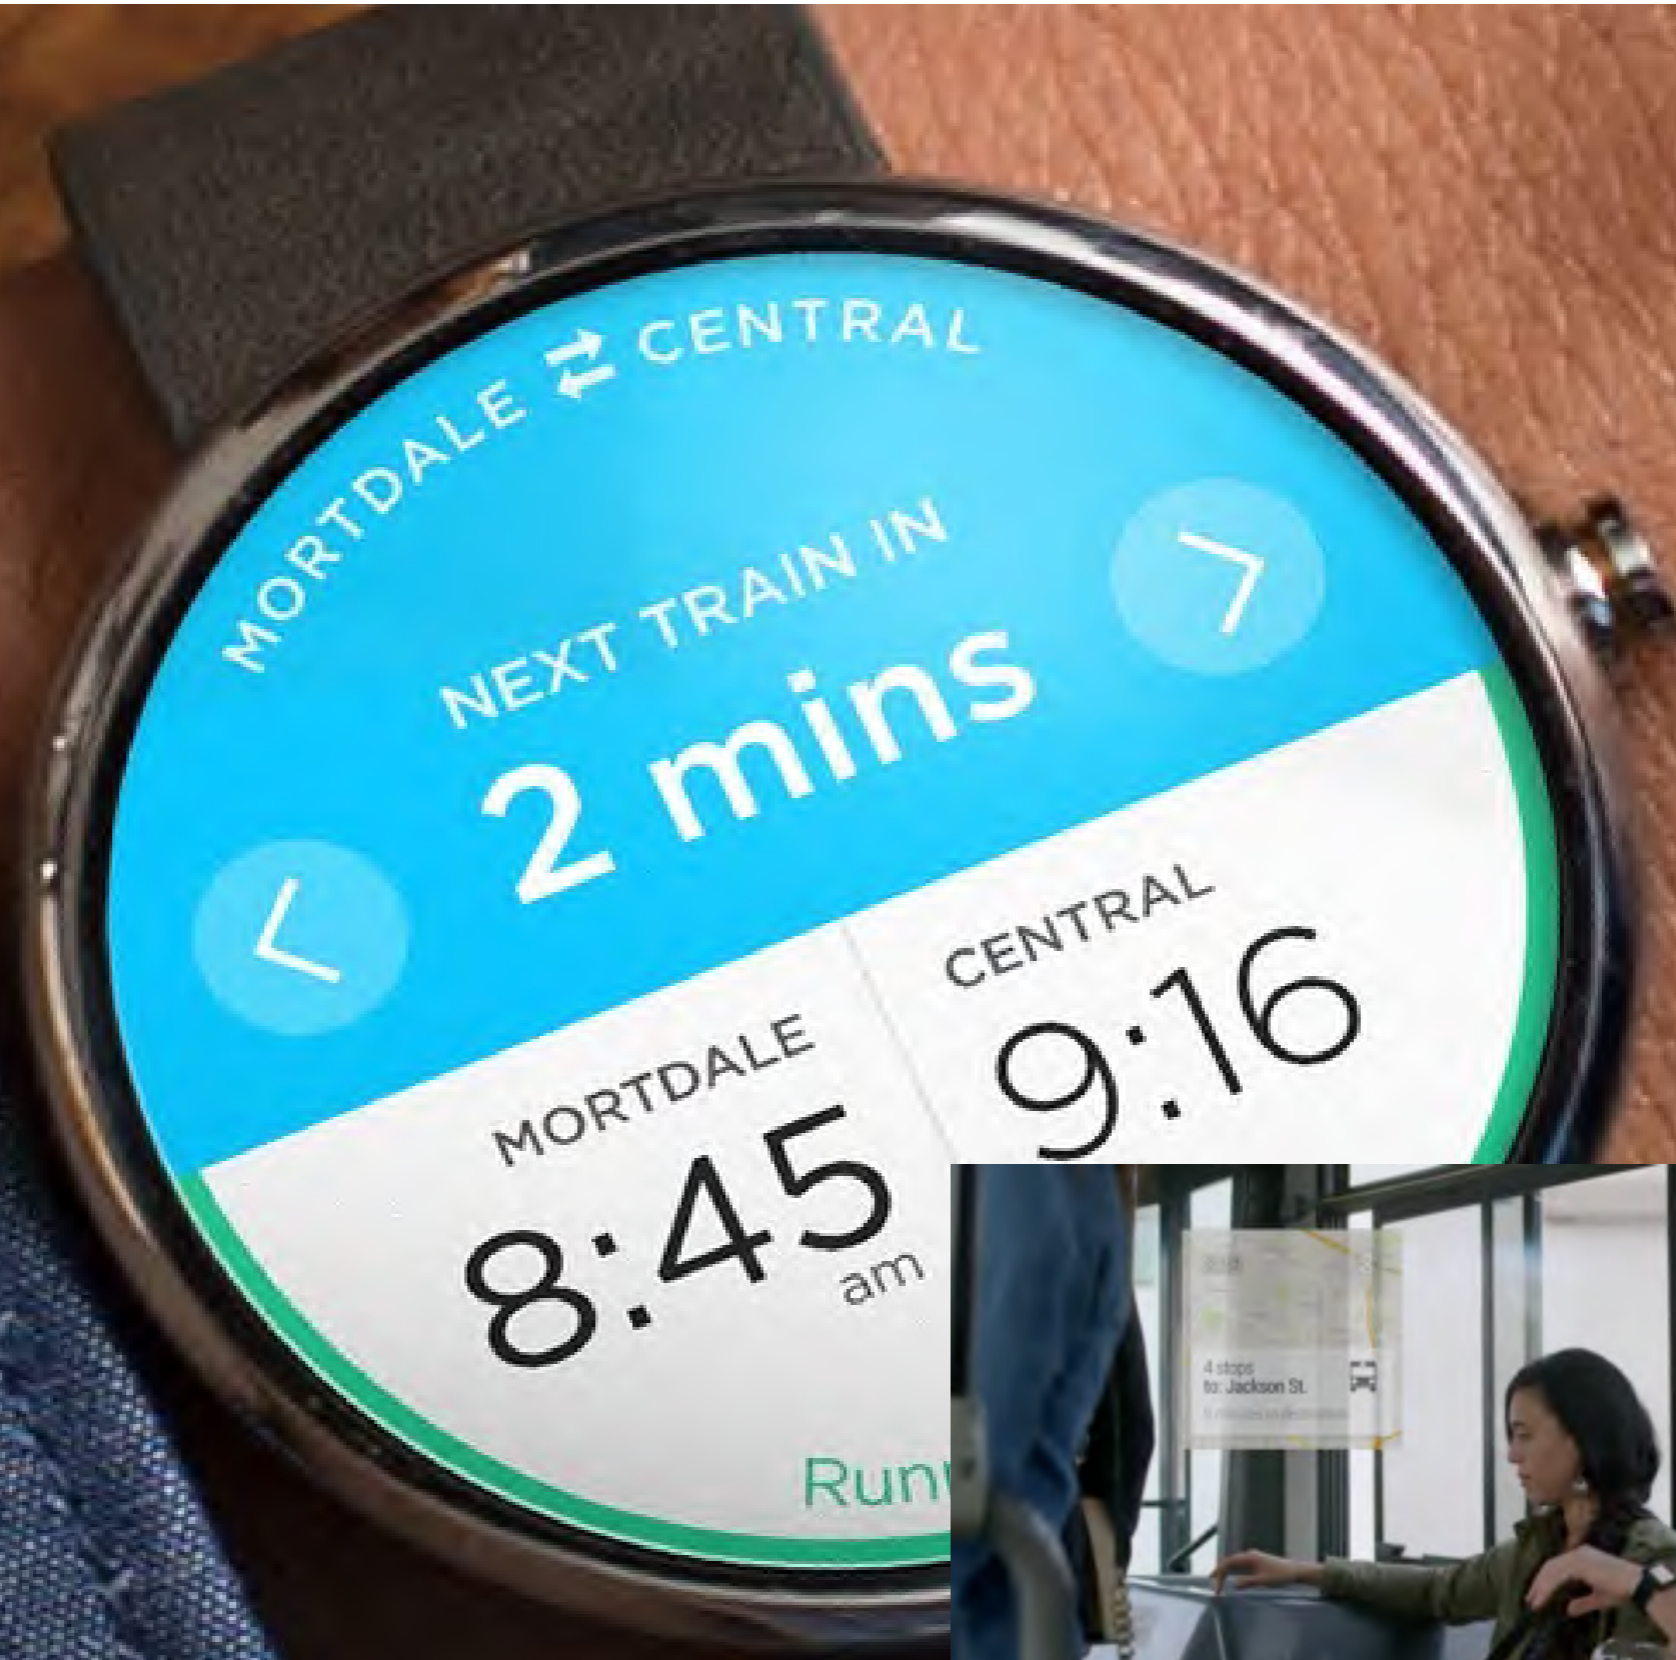 MORTDALE ⇄ CENTRAL
NEXT TRAIN IN
2 mins
MORTDALE
8:45
am
CENTRAL
9:16
4 stops
to: Jackson St.